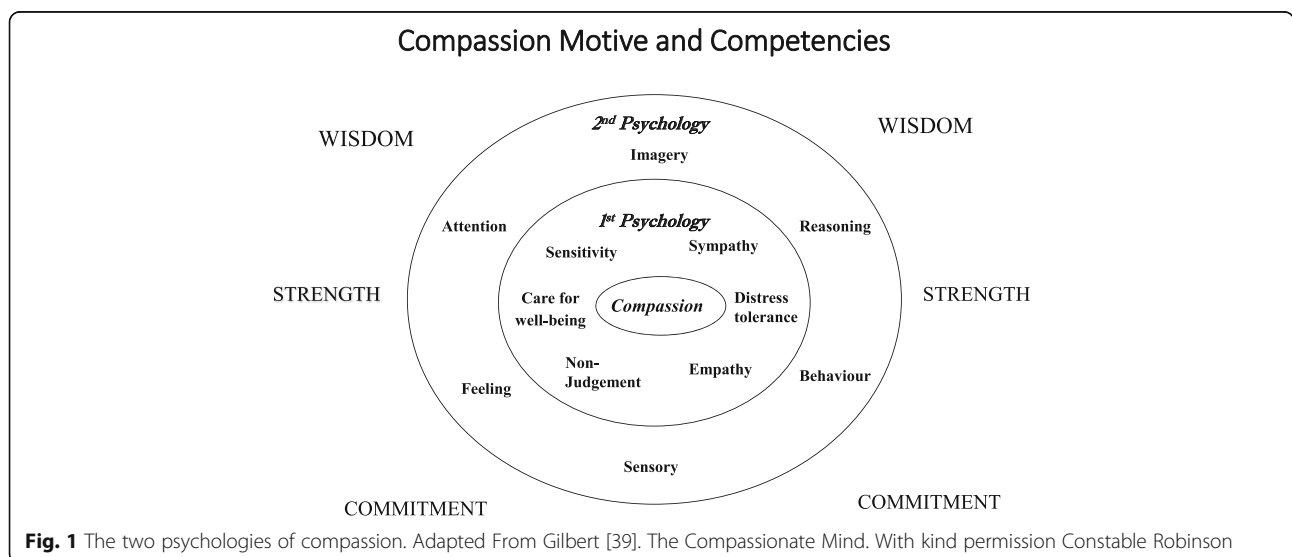 Compassion Motive and Competencies
WISDOM
2nd Psychology
WISDOM
Imagery
Attention
1st Psychology
Reasoning
Sensitivity
Sympathy
STRENGTH
Care for
well-being
Compassion
Distress
tolerance
STRENGTH
Non-
Judgement
Empathy
Feeling
Behaviour
Sensory
COMMITMENT
COMMITMENT
Fig. 1 The two psychologies of compassion. Adapted From Gilbert [39]. The Compassionate Mind. With kind permission Constable Robinson